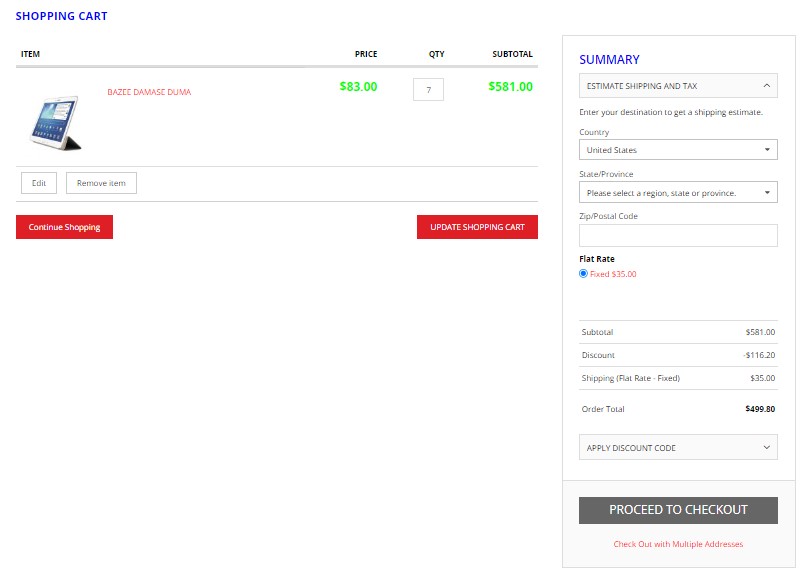 SHOPPING CART
ITEM PRICE QTY SUBTOTAL
BAZEE DAMASE DUMA $83.00 7 $581.00
Edit Remove item
Continue Shopping UPDATE SHOPPING CART
SUMMARY
ESTIMATE SHIPPING AND TAX
Enter your destination to get a shipping estimate.
Country
United States
State/Province
Please select a region, state or province.
Zip/Postal Code
Flat Rate
Fixed $35.00
Subtotal $581.00
Discount -$116.20
Shipping (Flat Rate - Fixed) $35.00
Order Total $499.80
APPLY DISCOUNT CODE
PROCEED TO CHECKOUT
Check Out with Multiple Addresses